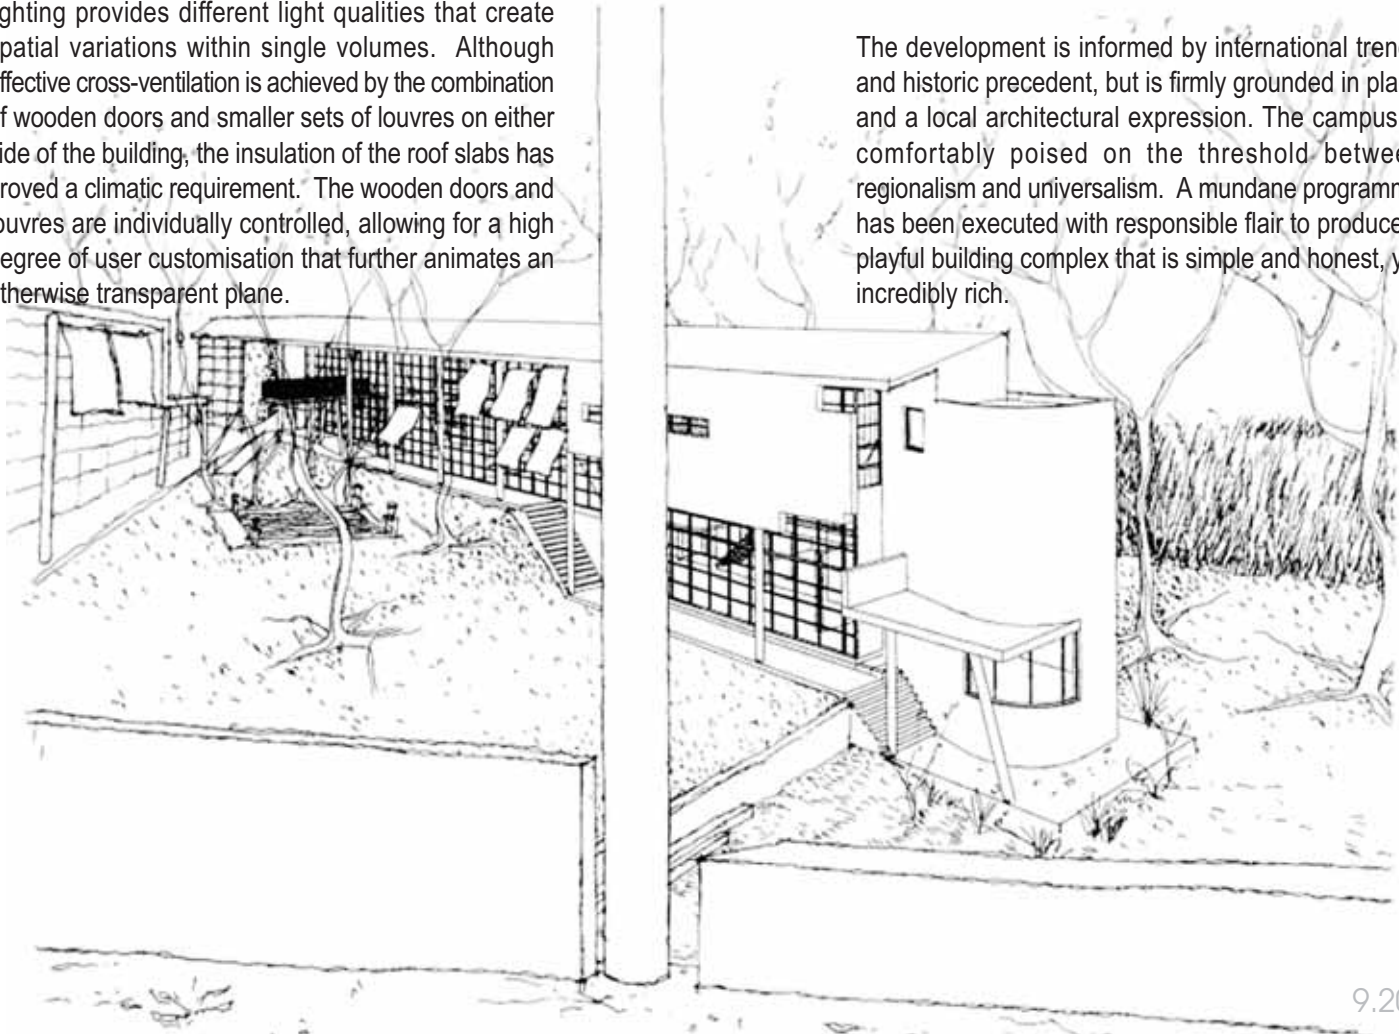 ghting provides different light qualities that create
patial variations within single volumes. Although
ffective cross-ventilation is achieved by the combination
f wooden doors and smaller sets of louvres on either
ide of the building, the insulation of the roof slabs has
roved a climatic requirement. The wooden doors and
ouvres are individually controlled, allowing for a high
egree of user customisation that further animates an
therwise transparent plane.
The development is informed by international tren
and historic precedent, but is firmly grounded in pla
and a local architectural expression. The campus
comfortably poised on the threshold betwee
regionalism and universalism. A mundane programm
has been executed with responsible flair to produce
playful building complex that is simple and honest, y
incredibly rich.
9.20